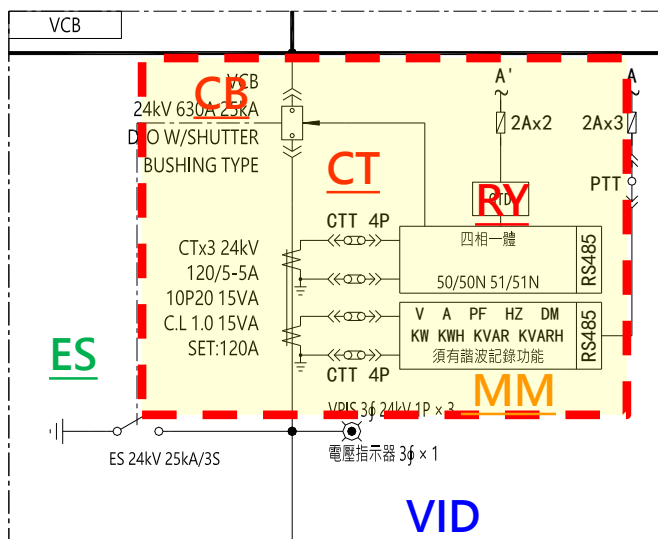 VCB
VCB
CB
24kV 630A 25kA
D/O W/SHUTTER
BUSHING TYPE
A'
A
2Ax2
2Ax3
CT
PTT
RY
CTD
CTT 4P
四相一體
50/50N 51/51N
RS485
CTx3 24kV
120/5-5A
10P20 15VA
C.L 1.0 15VA
SET:120A
V A PF HZ DM
KW KWH KVAR KVARH
須有諧波記錄功能
RS485
CTT 4P
ES
MM
VPIS 3∮ 24kV 1P × 3
電壓指示器 3∮ × 1
ES 24kV 25kA/3S
VID